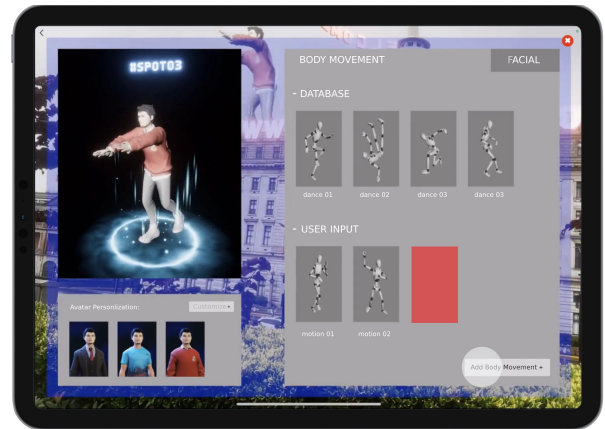 #SPOT03
BODY MOVEMENT
FACIAL
- DATABASE
dance 01
dance 02
dance 03
dance 03
- USER INPUT
motion 01
motion 02
Avatar Personlization:
Customize+
Add Body Movement +